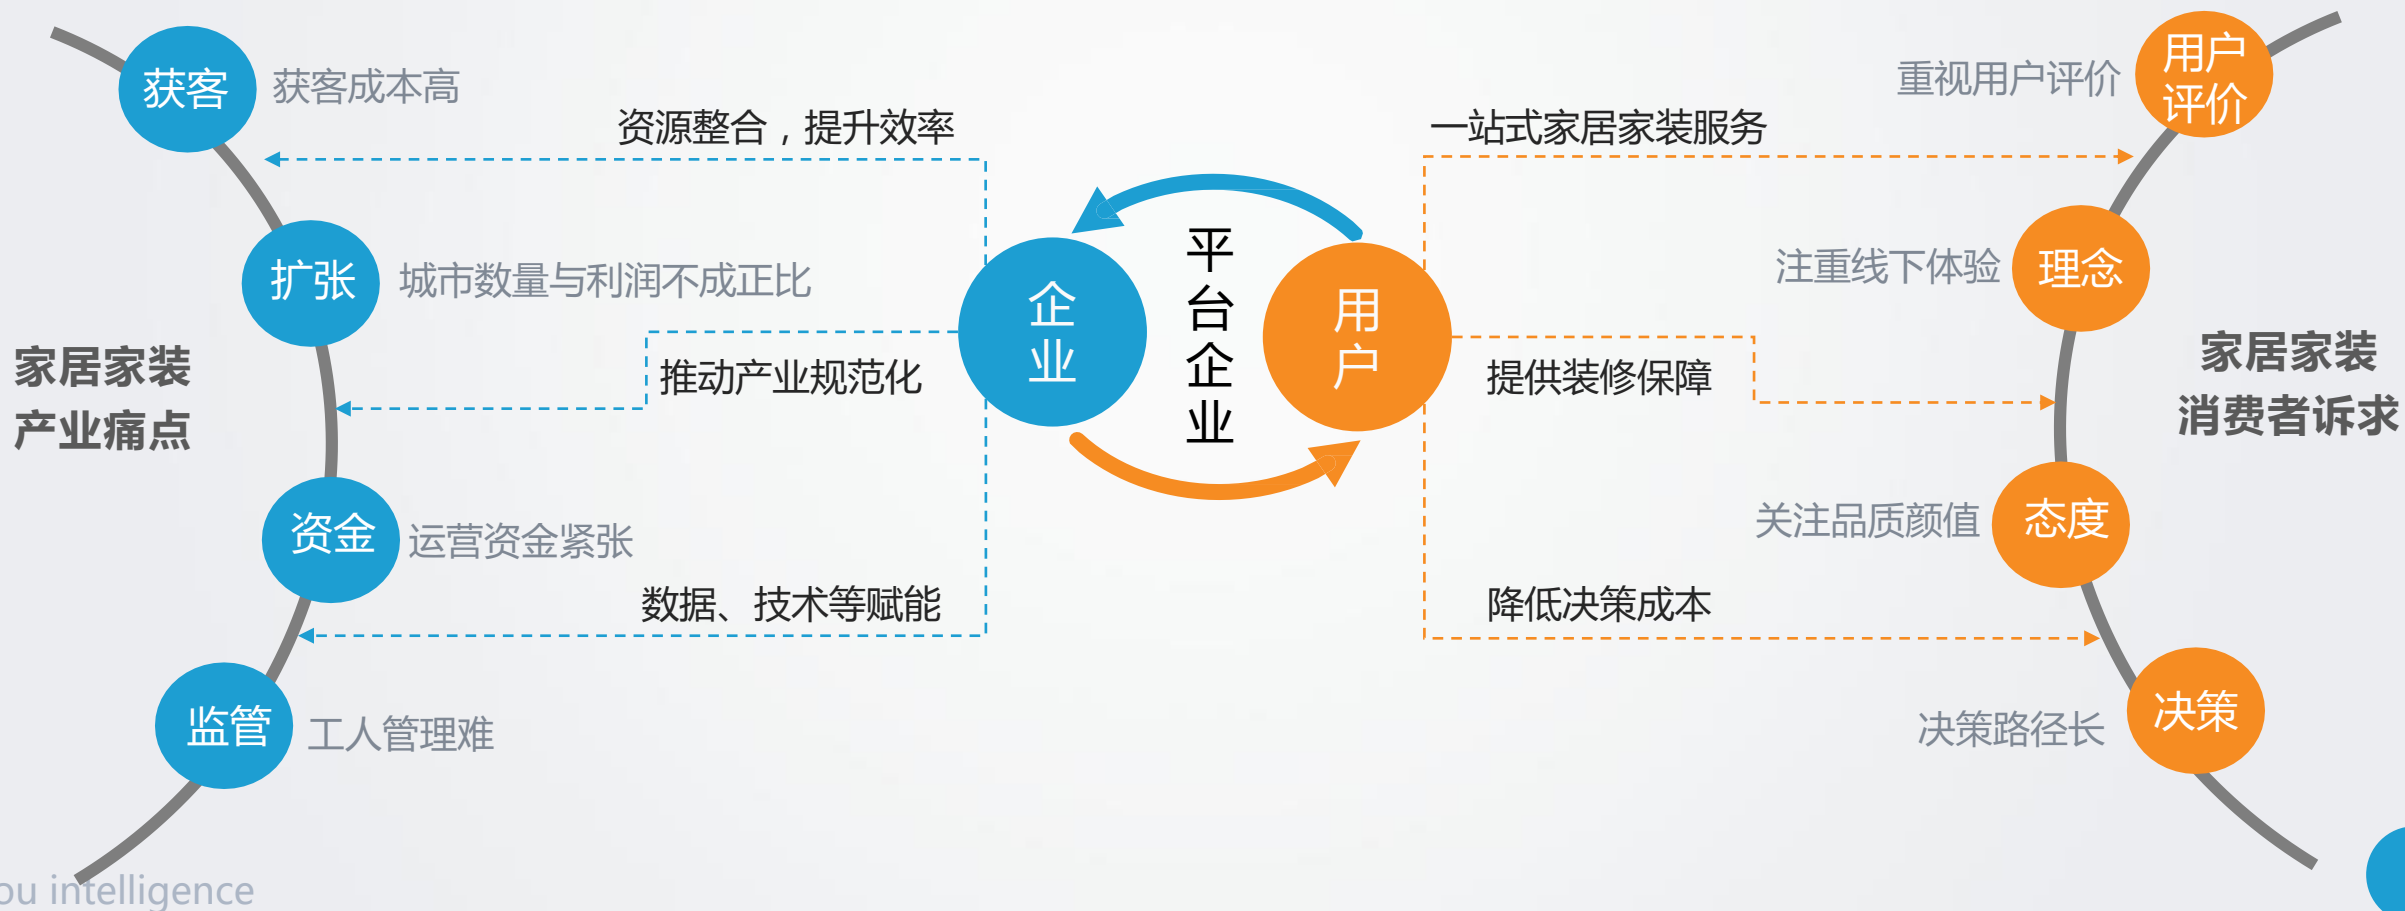 获客
获客成本高
扩张
城市数量与利润不成正比
家居家装
产业痛点
资金
运营资金紧张
监管
工人管理难
资源整合，提升效率
推动产业规范化
数据、技术等赋能
企
业
平
台
企
业
用
户
一站式家居家装服务
提供装修保障
降低决策成本
用户
评价
重视用户评价
理念
注重线下体验
家居家装
消费者诉求
态度
关注品质颜值
决策
决策路径长
ou intelligence